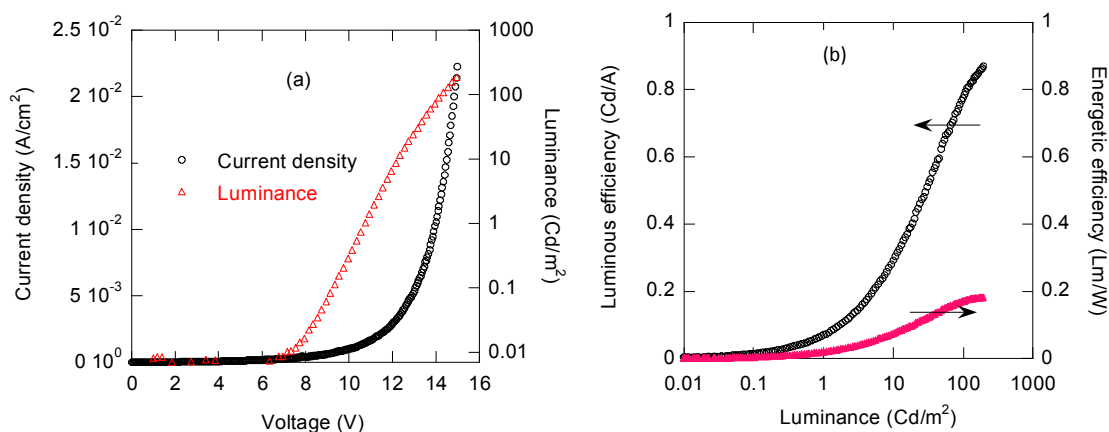 2.5 10⁻²
2 10⁻²
1.5 10⁻²
1 10⁻²
5 10⁻³
0 10⁰
Current density (A/cm²)
(a)
Current density
Luminance
1000
100
10
1
0.1
0.01
Luminance (Cd/m²)
0 2 4 6 8 10 12 14 16
Voltage (V)
1
0.8
0.6
0.4
0.2
0
Luminous efficiency (Cd/A)
(b)
1
0.8
0.6
0.4
0.2
0
Energetic efficiency (Lm/W)
0.01 0.1 1 10 100 1000
Luminance (Cd/m²)